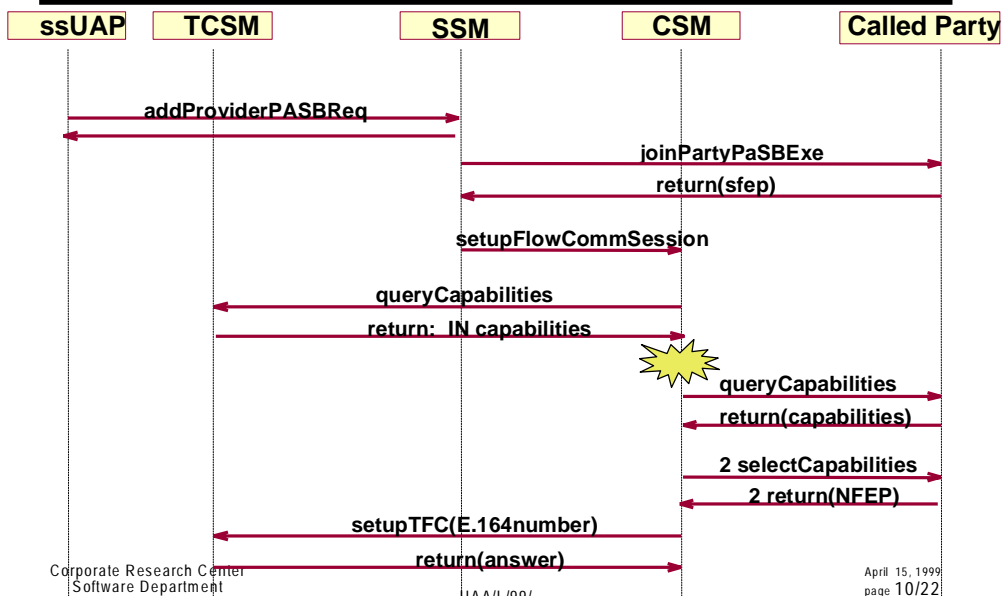 ssUAP TCSM SSM CSM Called Party
addProviderPASBReq
joinPartyPaSBExe
return(sfep)
setupFlowCommSession
queryCapabilities
return: IN capabilities
queryCapabilities
return(capabilities)
2 selectCapabilities
2 return(NFEP)
setupTFC(E.164number)
return(answer)
Corporate Research Center
Software Department
April 15, 1999
page 10/22